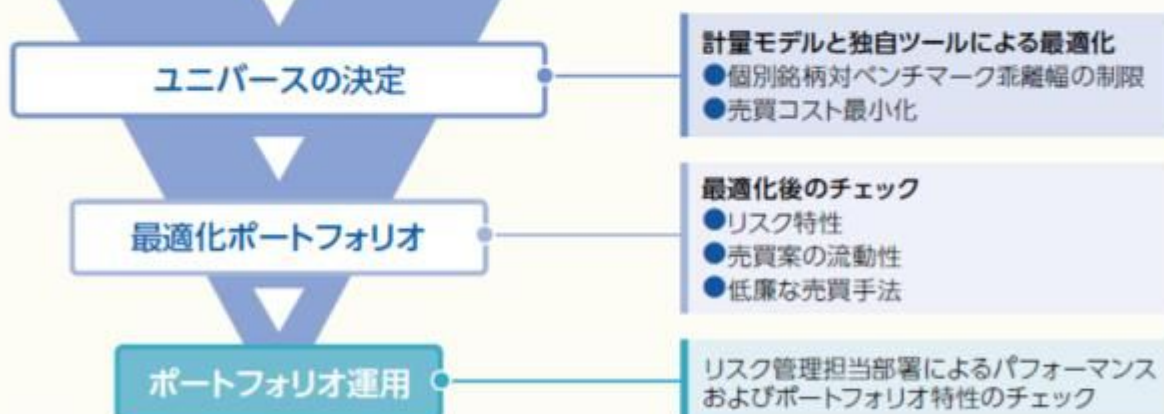 ユニバースの決定
計量モデルと独自ツールによる最適化
●個別銘柄対ベンチマーク乖離幅の制限
●売買コスト最小化
最適化ポートフォリオ
最適化後のチェック
●リスク特性
●売買案の流動性
●低廉な売買手法
ポートフォリオ運用
リスク管理担当部署によるパフォーマンス
およびポートフォリオ特性のチェック